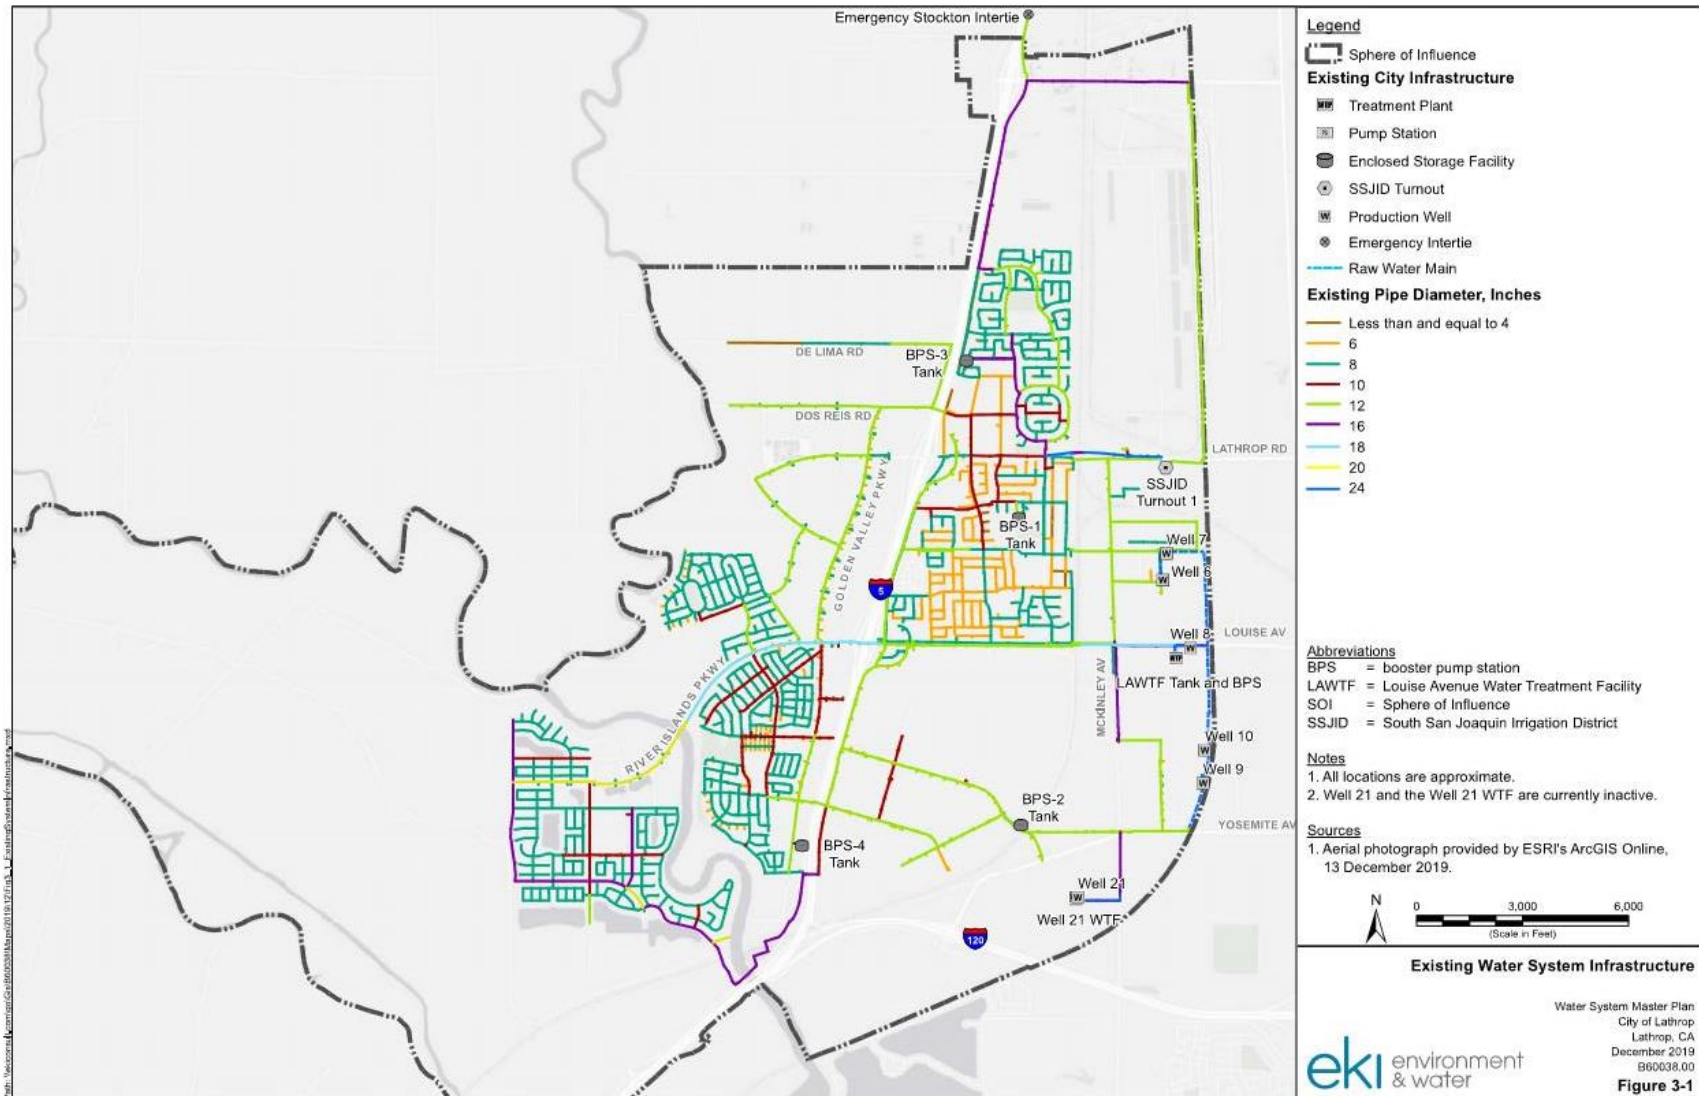 Emergency Stockton Intertie
DE LIMA RD
BPS-3
Tank
DOS REIS RD
GOLDEN VALLEY PKWY
LATHROP RD
SSJID
Turnout 1
BPS-1
Tank
Well 7
W
Well 6
W
5
Well 8
W
LOUISE AV
WTP
LAWTF Tank and BPS
MCKINLEY AV
RIVER ISLANDS PKWY
Well 10
W
Well 9
W
BPS-2
Tank
YOSEMITE AV
BPS-4
Tank
Well 21
W
Well 21 WTF
120
Legend
Sphere of Influence
Existing City Infrastructure
WTP Treatment Plant
Pump Station
Enclosed Storage Facility
SSJID Turnout
W Production Well
Emergency Intertie
Raw Water Main
Existing Pipe Diameter, Inches
Less than and equal to 4
6
8
10
12
16
18
20
24
Abbreviations
BPS = booster pump station
LAWTF = Louise Avenue Water Treatment Facility
SOI = Sphere of Influence
SSJID = South San Joaquin Irrigation District
Notes
1. All locations are approximate.
2. Well 21 and the Well 21 WTF are currently inactive.
Sources
1. Aerial photograph provided by ESRI's ArcGIS Online,
13 December 2019.
N
0 3,000 6,000
(Scale in Feet)
Existing Water System Infrastructure
Water System Master Plan
City of Lathrop
Lathrop, CA
December 2019
B60038.00
Figure 3-1
eki environment
& water